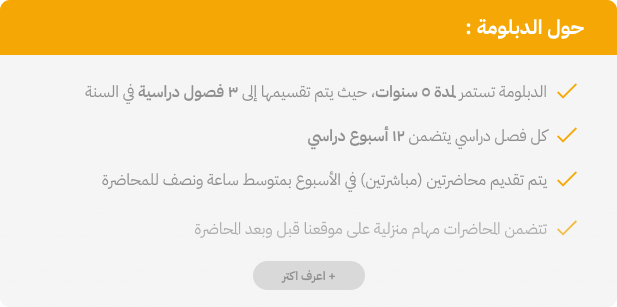 حول الدبلومة :
الدبلومة تستمر لمدة ٥ سنوات، حيث يتم تقسيمها إلى ٣ فصول دراسية في السنة
كل فصل دراسي يتضمن ١٢ أسبوع دراسي
يتم تقديم محاضرتين (مباشرتين) في الأسبوع بمتوسط ساعة ونصف للمحاضرة
تتضمن المحاضرات مهام منزلية على موقعنا قبل وبعد المحاضرة
+ اعرف اكتر